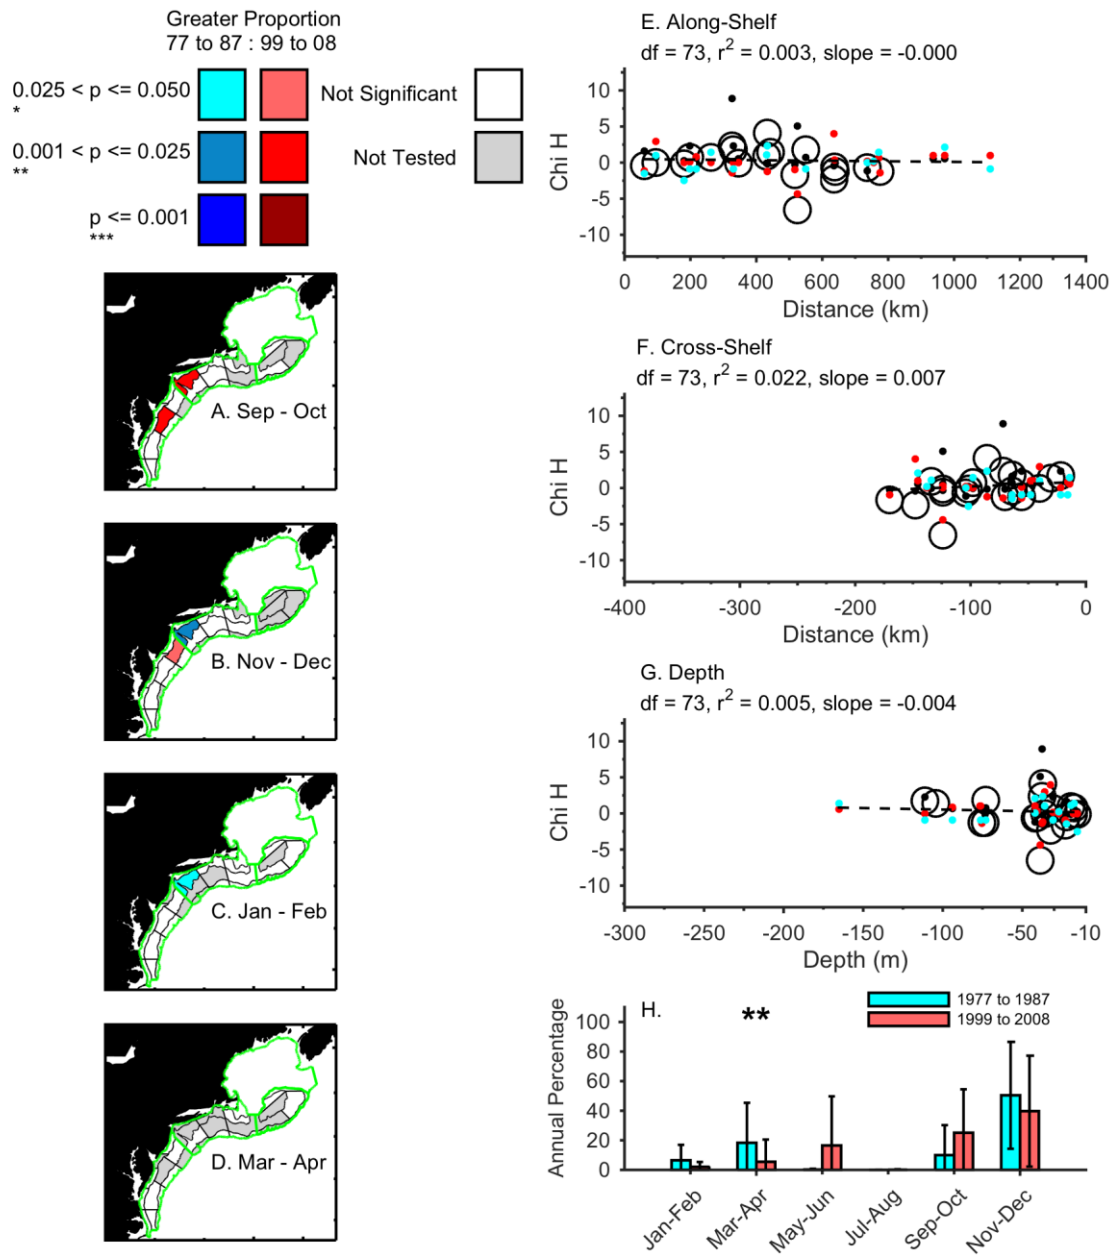 Greater Proportion
77 to 87 : 99 to 08
0.025 < p <= 0.050
*
Not Significant
0.001 < p <= 0.025
**
Not Tested
p <= 0.001
***
A. Sep - Oct
B. Nov - Dec
C. Jan - Feb
D. Mar - Apr
E. Along-Shelf
df = 73, r² = 0.003, slope = -0.000
10
5
0
-5
-10
Chi H
0 200 400 600 800 1000 1200 1400
Distance (km)
F. Cross-Shelf
df = 73, r² = 0.022, slope = 0.007
10
5
0
-5
-10
Chi H
-400 -300 -200 -100 0
Distance (km)
G. Depth
df = 73, r² = 0.005, slope = -0.004
10
5
0
-5
-10
Chi H
-300 -250 -200 -150 -100 -50 -10
Depth (m)
H.
**
1977 to 1987
1999 to 2008
100
80
60
40
20
0
Annual Percentage
Jan-Feb Mar-Apr May-Jun Jul-Aug Sep-Oct Nov-Dec